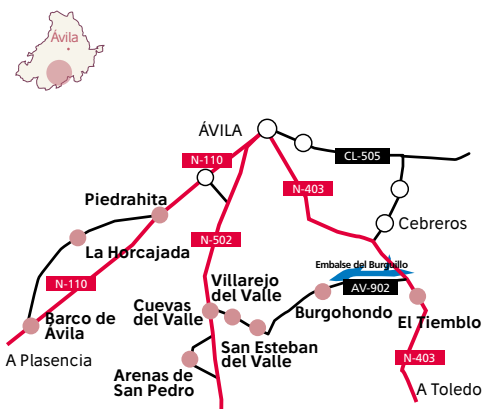 Ávila
ÁVILA
CL-505
N-110
N-403
Piedrahita
Cebreros
N-502
La Horcajada
Embalse del Burguillo
Villarejo
del Valle
N-110
AV-902
Cuevas
del Valle
Burgohondo
El Tiemblo
Barco de
Ávila
San Esteban
del Valle
A Plasencia
N-403
Arenas de
San Pedro
A Toledo